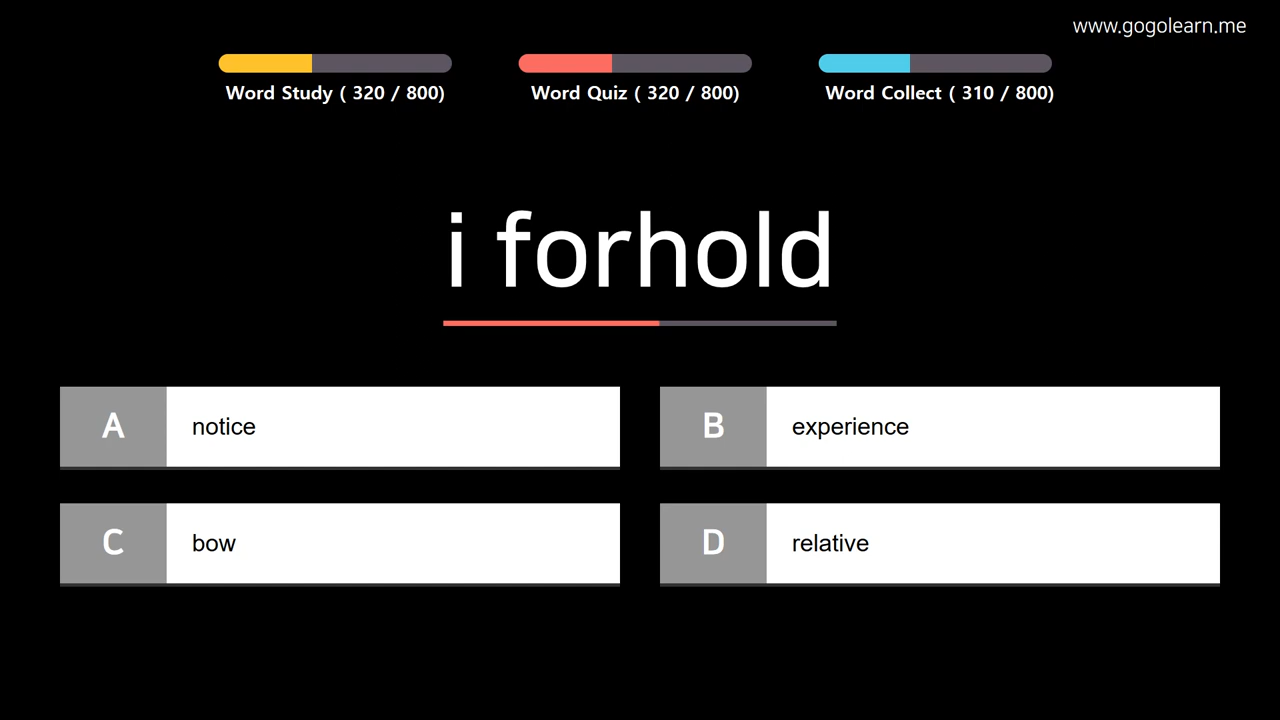 www.gogolearn.me
Word Study ( 320 / 800)
Word Quiz ( 320 / 800)
Word Collect ( 310 / 800)
i forhold
A notice
B experience
C bow
D relative